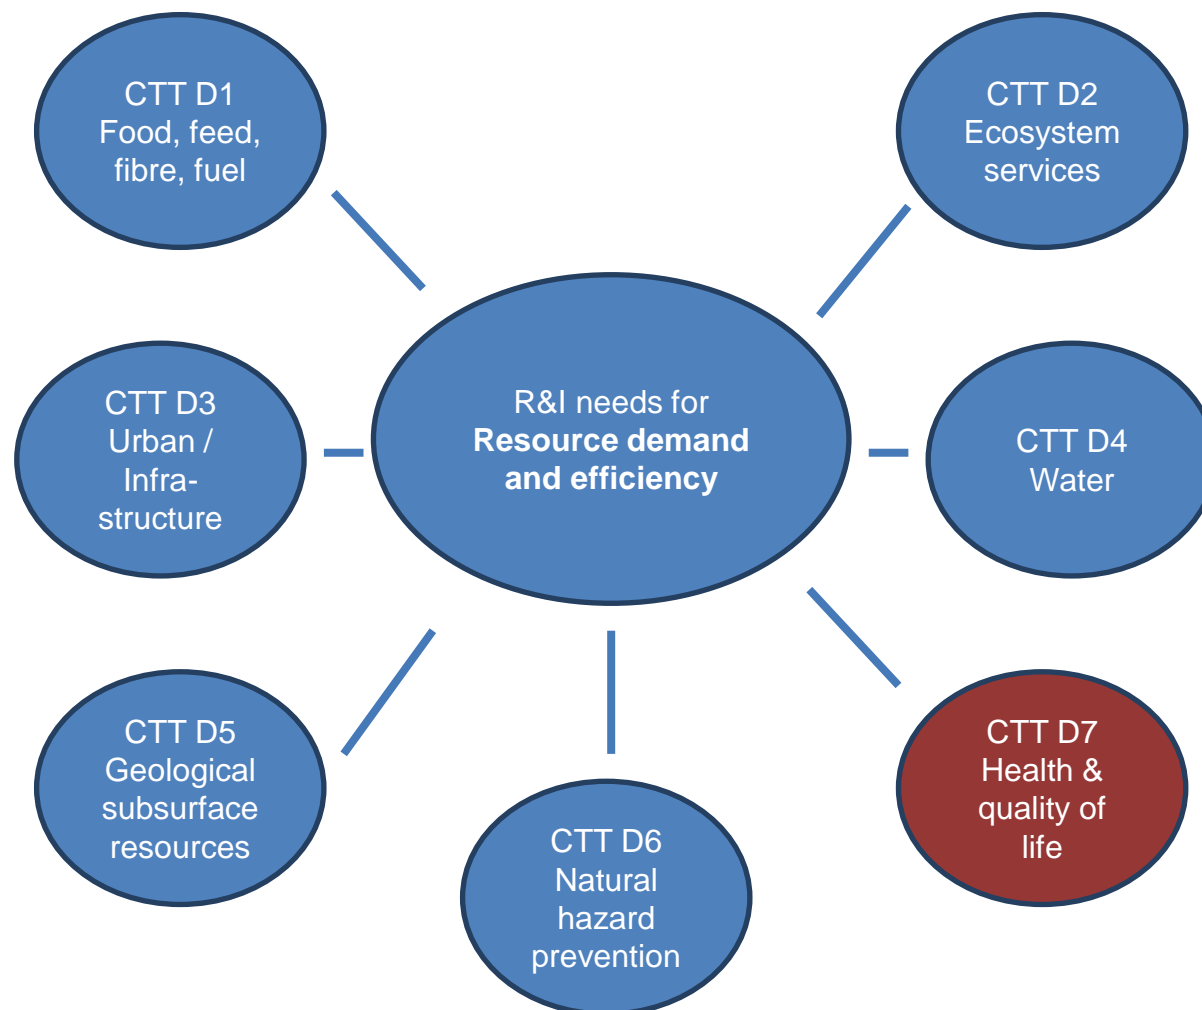 CTT D1
Food, feed,
fibre, fuel
CTT D2
Ecosystem
services
R&I needs for
Resource demand
and efficiency
CTT D3
Urban /
Infra-
structure
CTT D4
Water
CTT D5
Geological
subsurface
resources
CTT D6
Natural
hazard
prevention
CTT D7
Health &
quality of
life